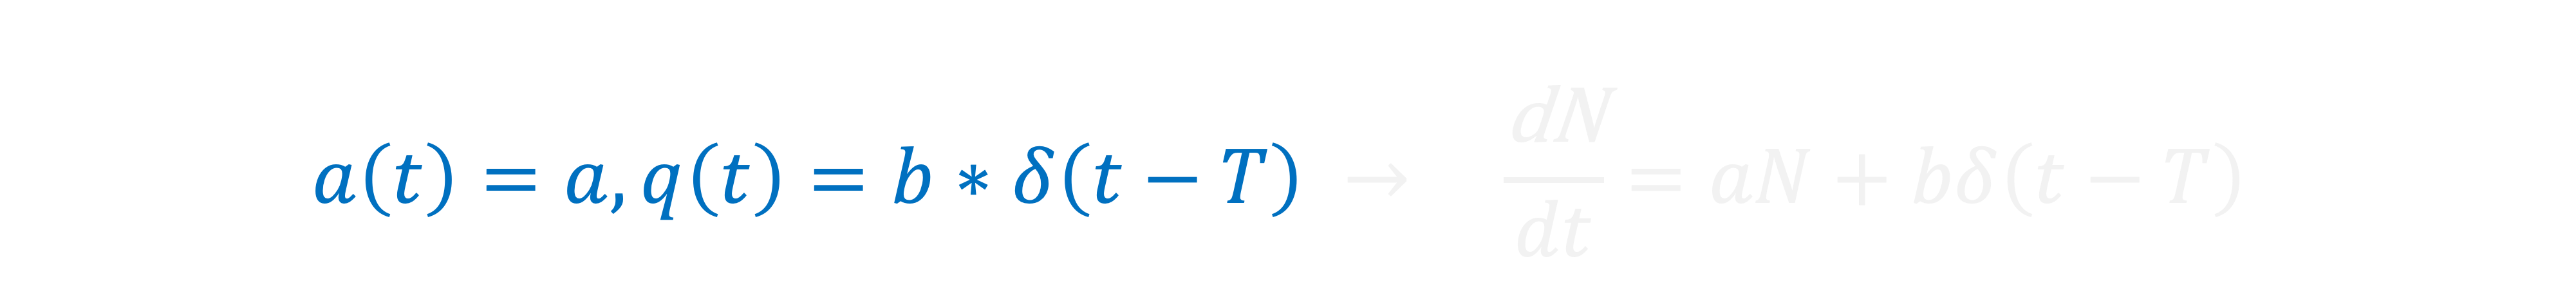 a(t) = a, q(t) = b * δ(t − T) → dN/dt = aN + bδ(t − T)